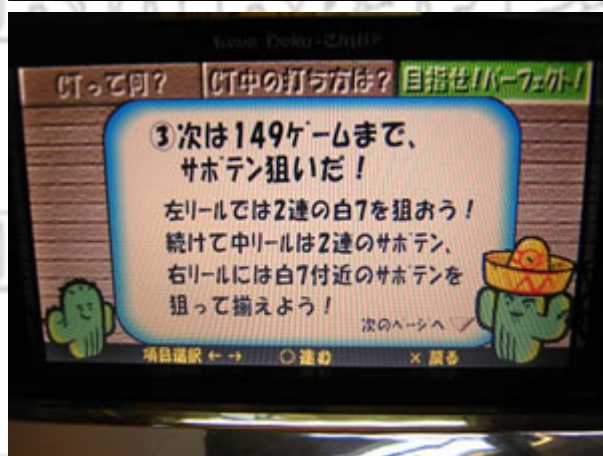 CTって何?
CT中の打ち方は?
目指せ!パーフェクト!
③次は149ゲームまで、
サボテン狙いだ!
左リールでは2連の白7を狙おう!
続けて中リールは2連のサボテン、
右リールには白7付近のサボテンを
狙って揃えよう!
次のページへ
項目選択 ←→ ○進む ×戻る